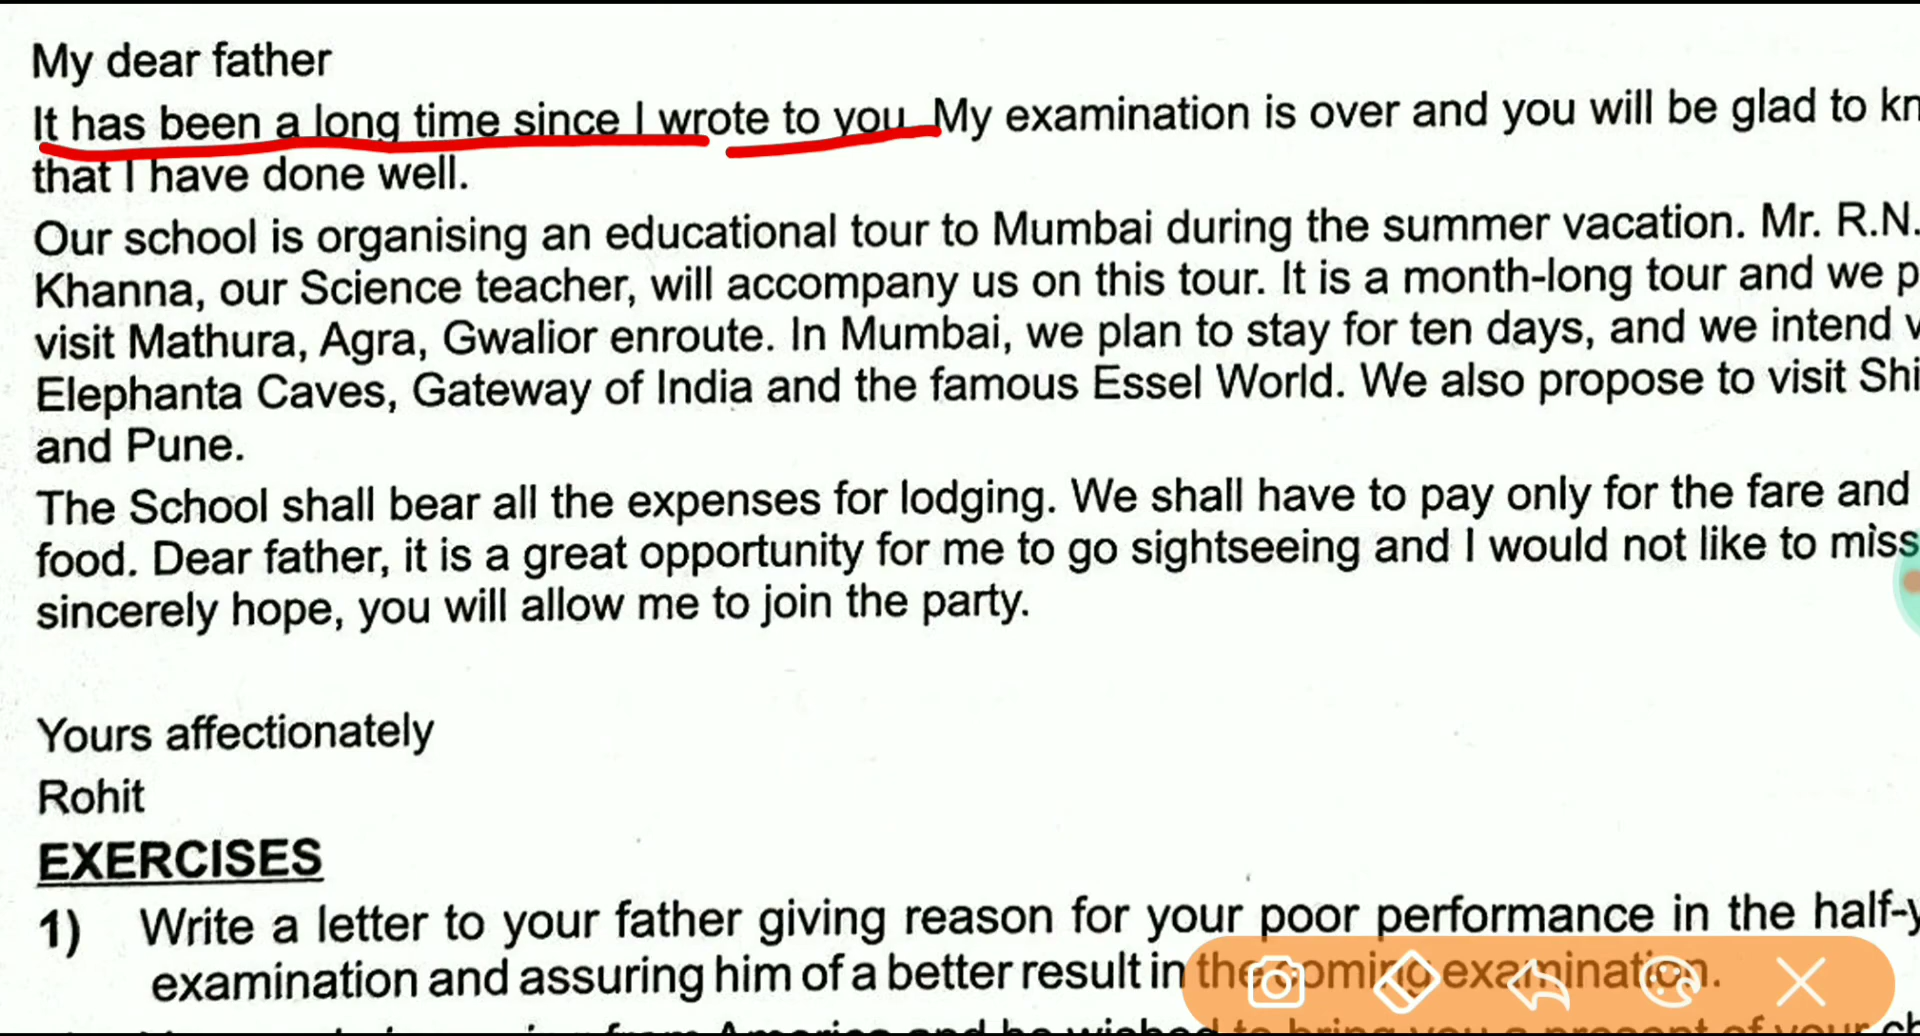 My dear father
It has been a long time since I wrote to you My examination is over and you will be glad to
that I have done well.
Our school is organising an educational tour to Mumbai during the summer vacation. Mr. R.N.
Khanna, our Science teacher, will accompany us on this tour. It is a month-long tour and we
visit Mathura, Agra, Gwalior enroute. In Mumbai, we plan to stay for ten days, and we intend
Elephanta Caves, Gateway of India and the famous Essel World. We also propose to visit
and Pune.
The School shall bear all the expenses for lodging. We shall have to pay only for the fare and
food. Dear father, it is a great opportunity for me to go sightseeing and I would not like to miss
sincerely hope, you will allow me to join the party.
Yours affectionately
Rohit
EXERCISES
1) Write a letter to your father giving reason for your poor performance in the
examination and assuring him of a better result in the coming examination.